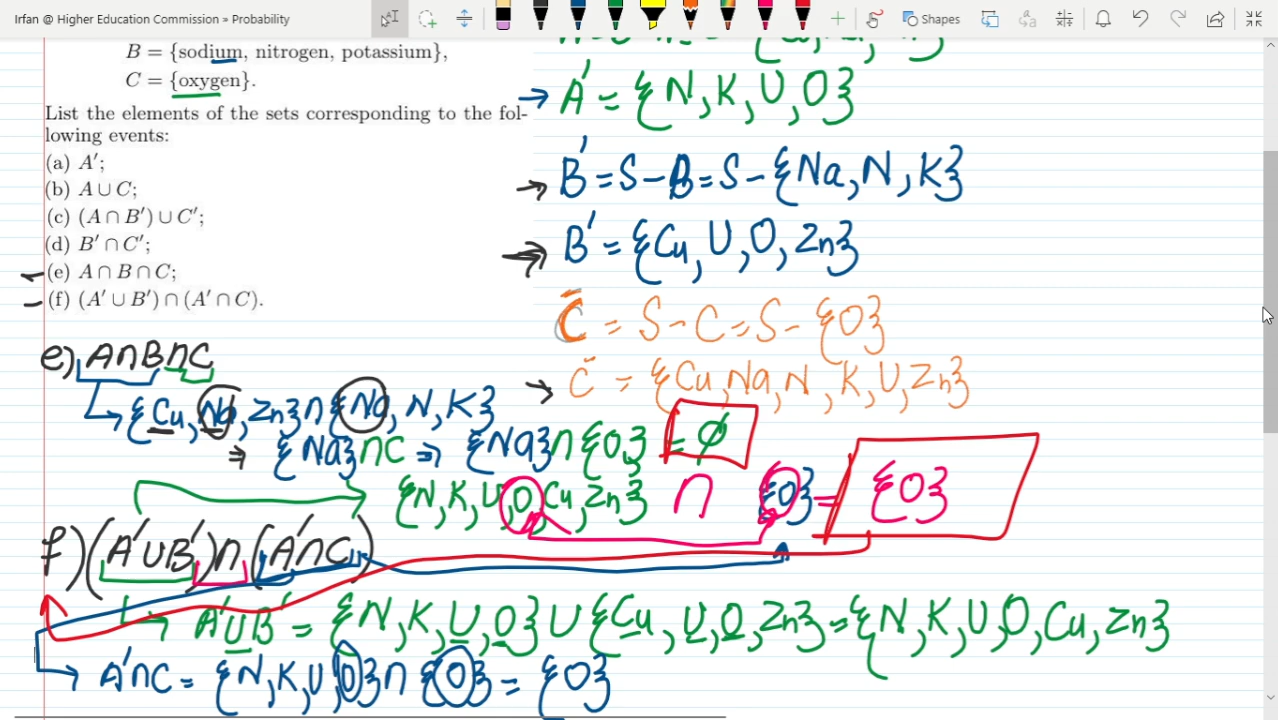 Irfan @ Higher Education Commission » Probability
Shapes
B = {sodium, nitrogen, potassium},
C = {oxygen}.
List the elements of the sets corresponding to the fol-
lowing events:
(a) A′;
(b) A ∪ C;
(c) (A ∩ B′) ∪ C′;
(d) B′ ∩ C′;
(e) A ∩ B ∩ C;
(f) (A′ ∪ B′) ∩ (A′ ∩ C).
→ A' = {N, K, U, O}
→ B' = S - B = S - {Na, N, K}
→ B' = {Cu, U, O, Zn}
C̄ = S - C = S - {O}
→ C̄ = {Cu, Na, N, K, U, Zn}
e) A∩B∩C
→ {Cu, Na, Zn} ∩ {Na, N, K}
⇒ {Na} ∩ C ⇒ {Na} ∩ {O} = ϕ
{N, K, U, O, Cu, Zn} ∩ {O} = {O}
f) (A'∪B') ∩ (A'∩C)
→ A'∪B' = {N, K, U, O} ∪ {Cu, U, O, Zn} = {N, K, U, O, Cu, Zn}
→ A'∩C = {N, K, U, O} ∩ {O} = {O}